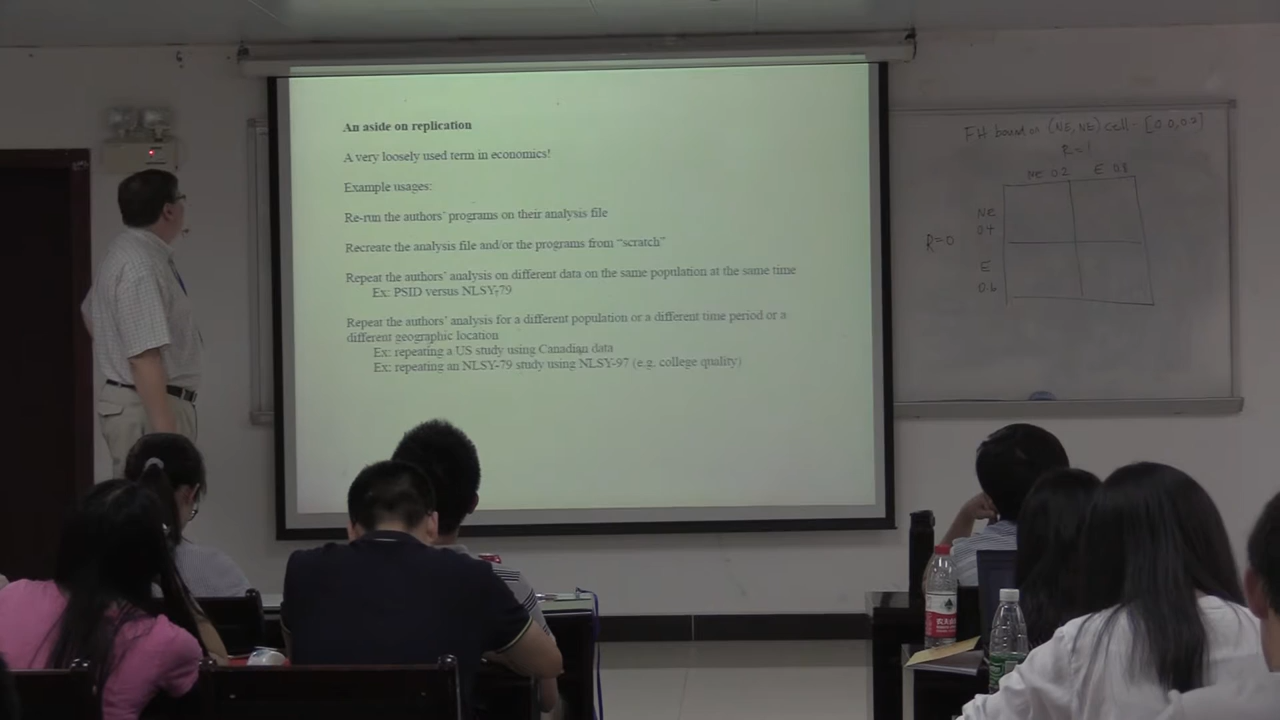 An aside on replication
A very loosely used term in economics!
Example usages:
Re-run the authors' programs on their analysis file
Recreate the analysis file and/or the programs from "scratch"
Repeat the authors' analysis on different data on the same population at the same time
Ex: PSID versus NLSY-79
Repeat the authors' analysis for a different population or a different time period or a
different geographic location
Ex: repeating a US study using Canadian data
Ex: repeating an NLSY-79 study using NLSY-97 (e.g. college quality)
FH bound on (NE, NE) cell =
R=1
NE 0.2 E 0.8
NE
0.4
R=0
E
0.6